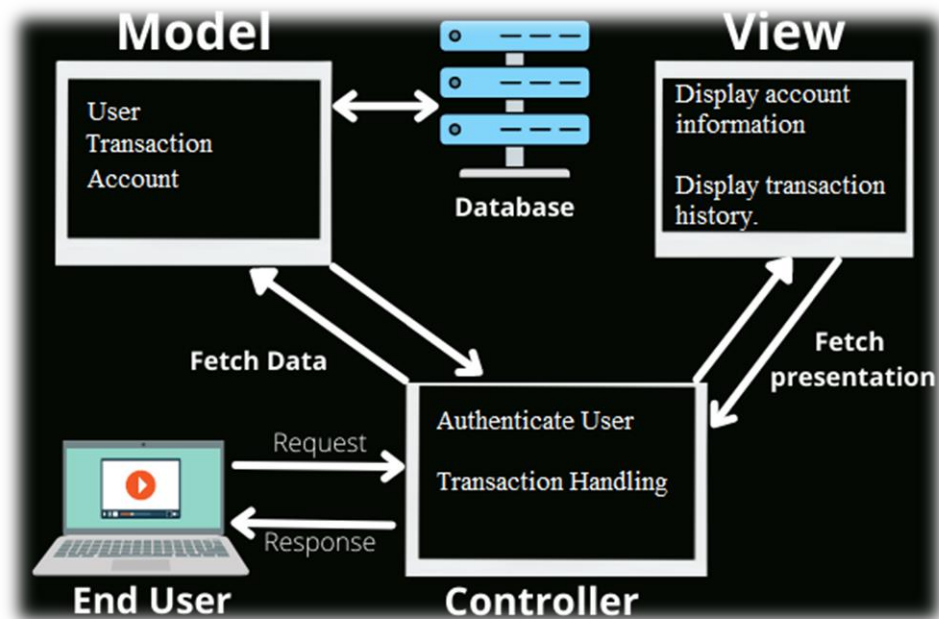 Model
View
User
Transaction
Account
Database
Display account
information
Display transaction
history.
Fetch Data
Fetch
presentation
Request
Response
Authenticate User
Transaction Handling
End User
Controller